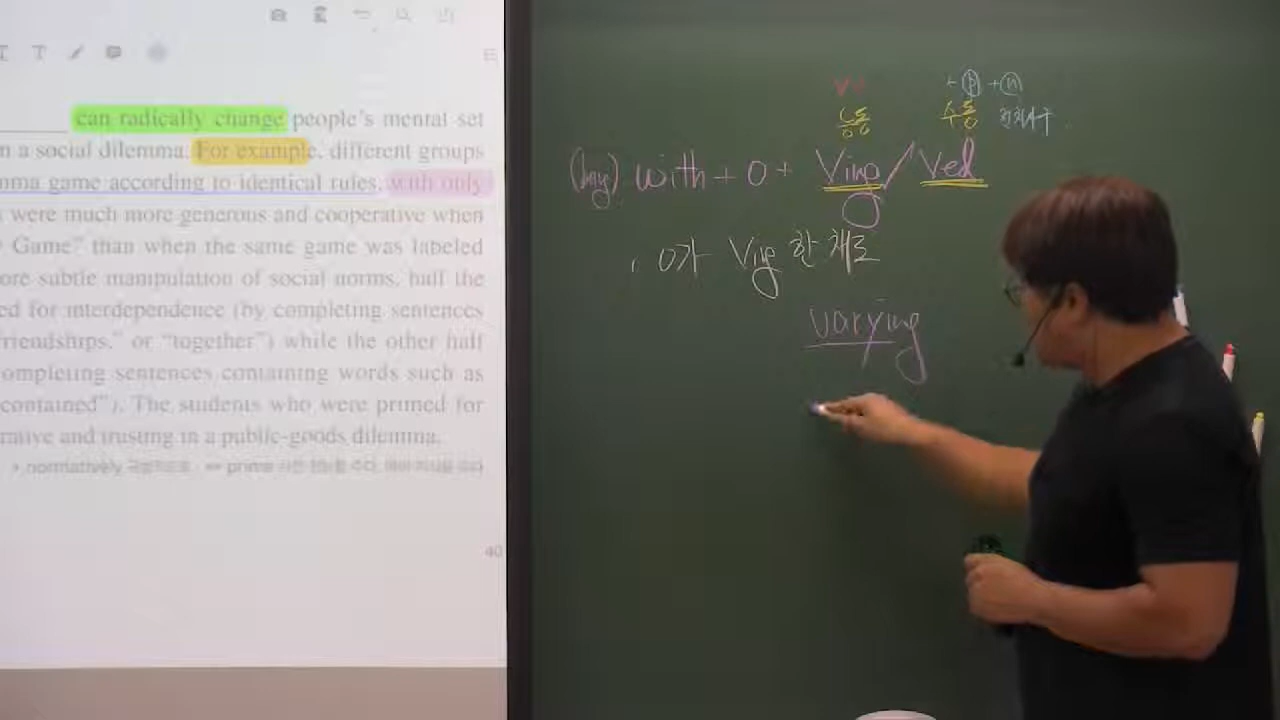 can radically change people's mental set
n a social dilemma. For example, different groups
mma game according to identical rules, with only
were much more generous and cooperative when
Game" than when the same game was labeled
ore subtle manipulation of social norms, half the
ed for interdependence (by completing sentences
friendships," or "together") while the other half
ompleting sentences containing words such as
contained"). The students who were primed for
rative and trusting in a public-goods dilemma.
* normatively ** prime
40
+ⓟ +ⓝ
능동 수동
with + O + Ving / Ved
O가 Ving 한 채로
varying